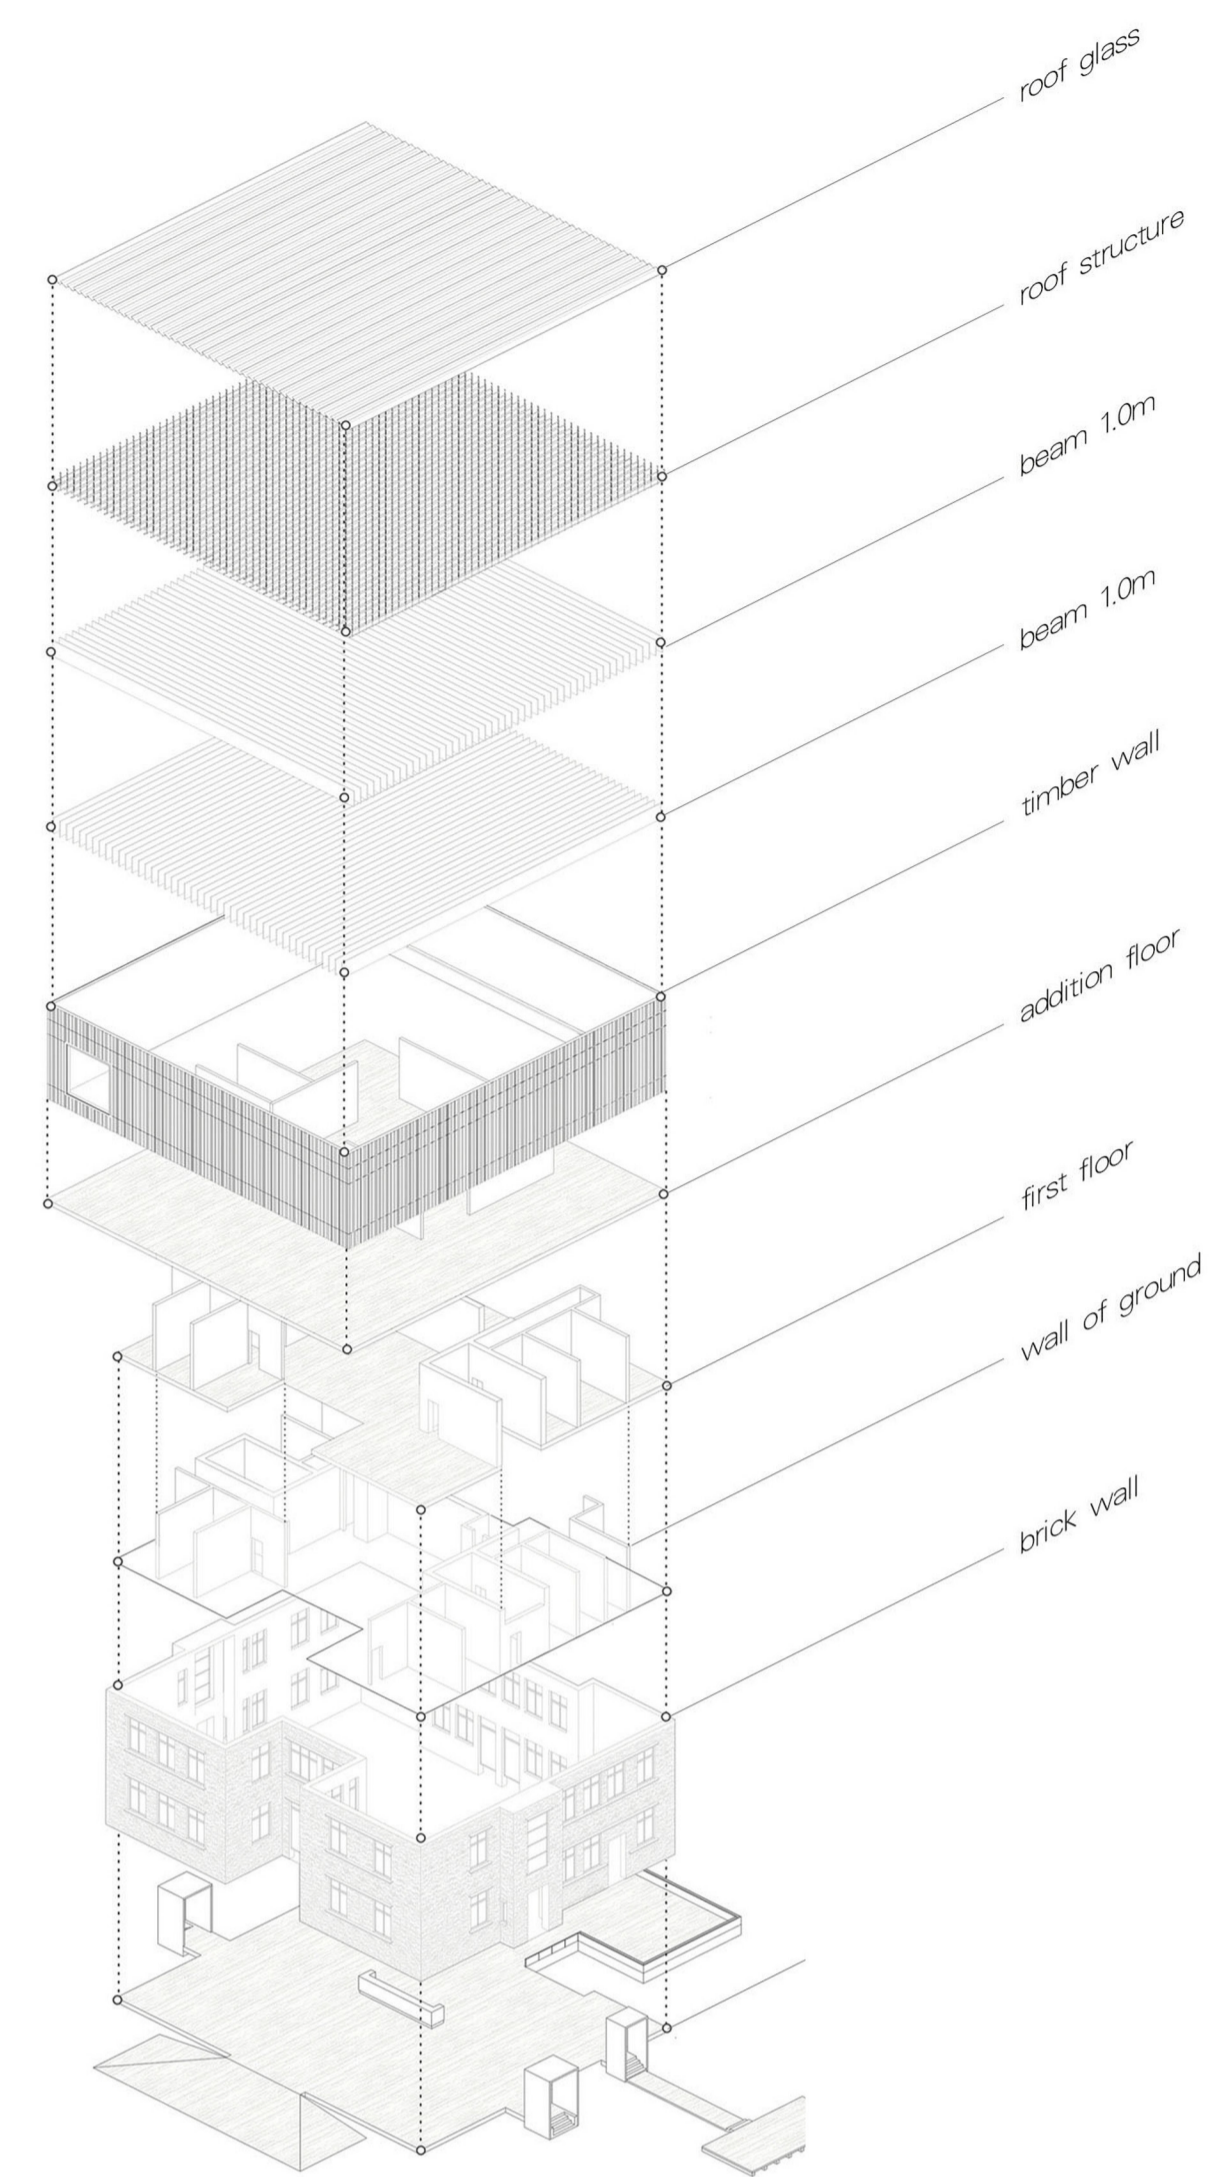 roof glass
roof structure
beam 1.0m
beam 1.0m
timber wall
addition floor
first floor
wall of ground
brick wall